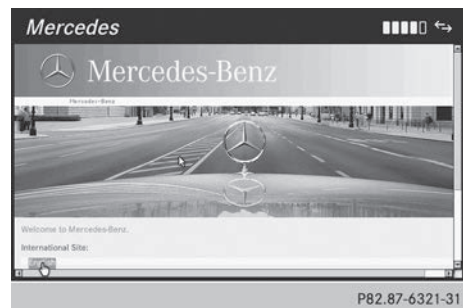 Mercedes
Mercedes-Benz
Mercedes-Benz
Welcome to Mercedes-Benz.
International Site:
P82.87-6321-31